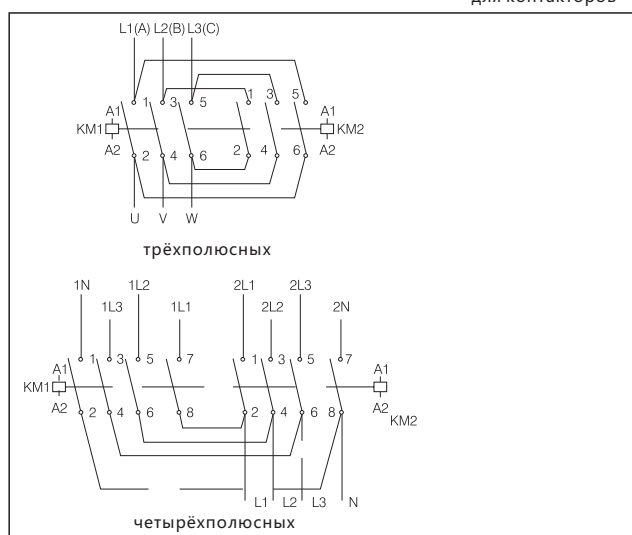 для контакторов
L1(A) L2(B) L3(C)
1 3 5 1 3 5
A1 A1
KM1 KM2
A2 A2
2 4 6 2 4 6
U V W
трёхполюсных
1N 1L2 2L1 2L3
1L3 1L1 2L2 2N
1 3 5 7 1 3 5 7
A1 A1
KM1
A2 A2
2 4 6 8 2 4 6 8 KM2
L1 L2 L3 N
четырёхполюсных